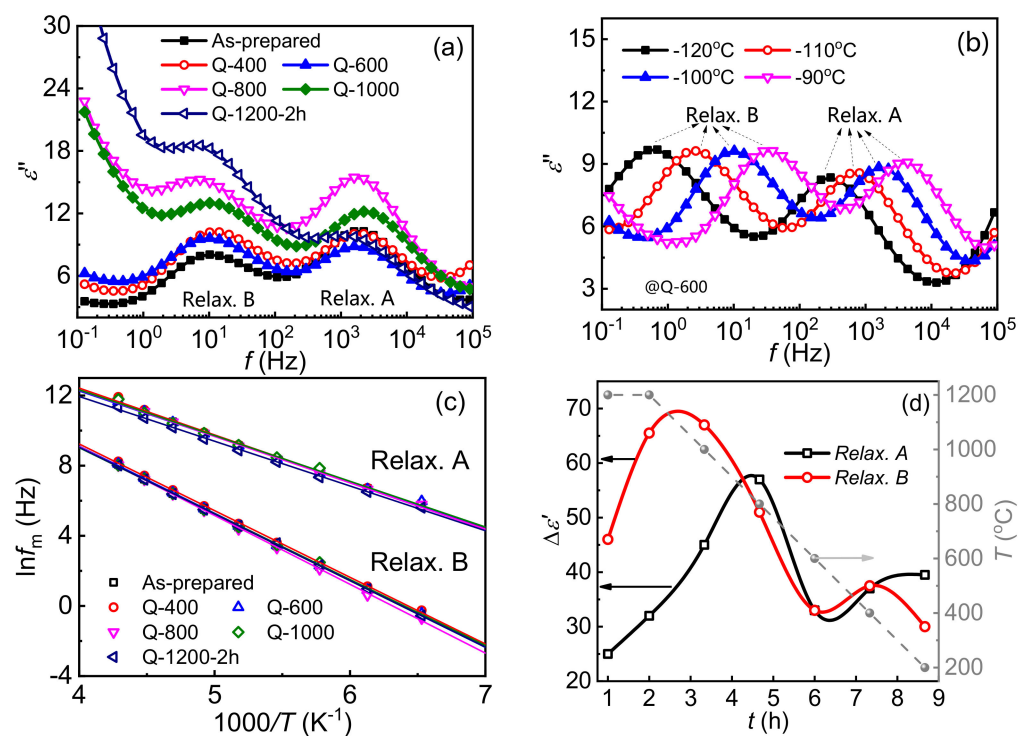 (a)
30
24
18
12
6
ε''
As-prepared
Q-400 Q-600
Q-800 Q-1000
Q-1200-2h
Relax. B Relax. A
10⁻¹ 10⁰ 10¹ 10² 10³ 10⁴ 10⁵
f (Hz)
(b)
15
12
9
6
3
ε''
-120°C -110°C
-100°C -90°C
Relax. B Relax. A
@Q-600
10⁻¹ 10⁰ 10¹ 10² 10³ 10⁴ 10⁵
f (Hz)
(c)
12
8
4
0
-4
lnfₘ (Hz)
Relax. A
Relax. B
As-prepared
Q-400 Q-600
Q-800 Q-1000
Q-1200-2h
4 5 6 7
1000/T (K⁻¹)
(d)
70
60
50
40
30
20
Δε'
Relax. A
Relax. B
1200
1000
800
600
400
200
T (°C)
1 2 3 4 5 6 7 8 9
t (h)